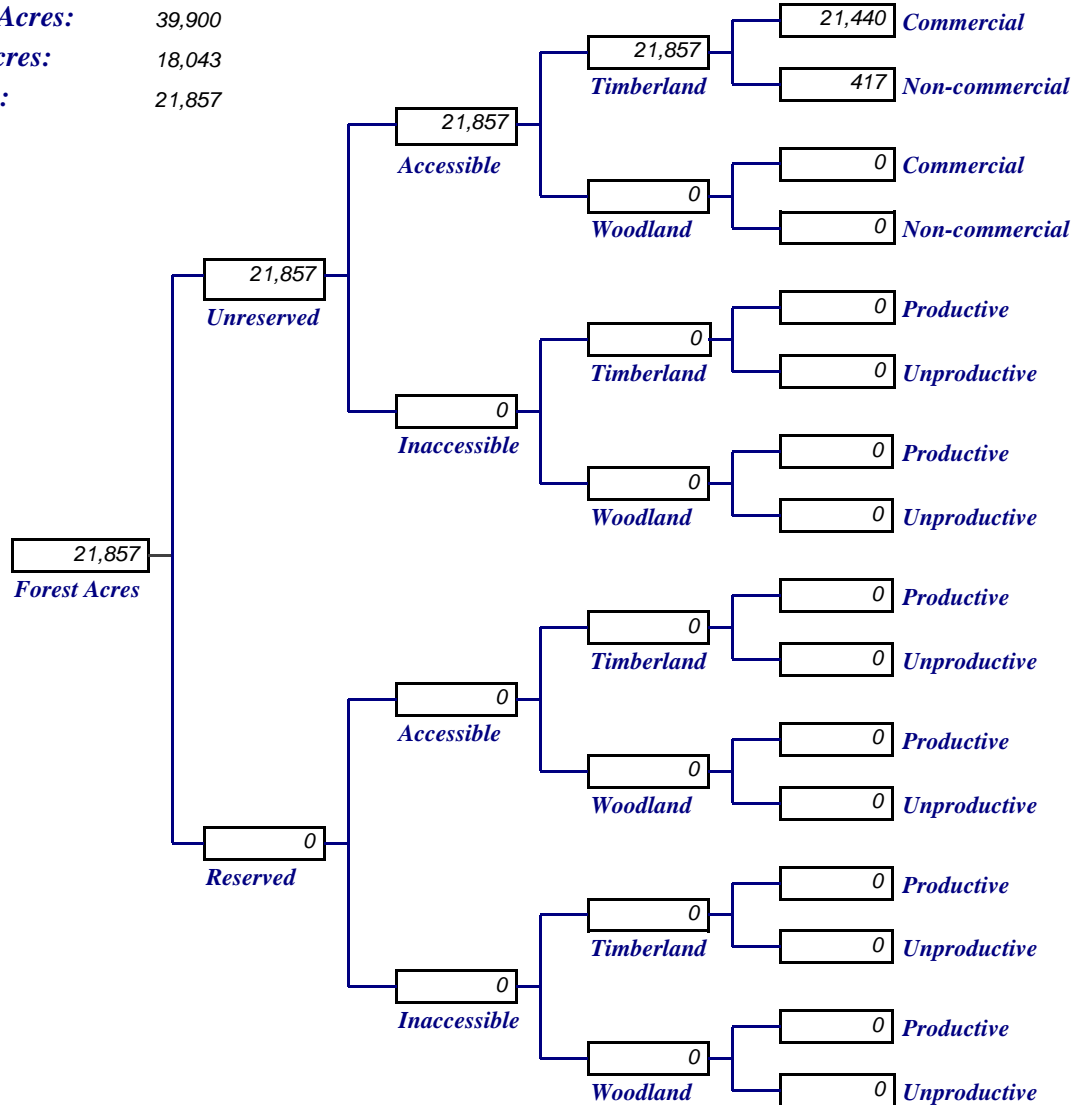 Acres: 39,900
cres: 18,043
: 21,857
21,440 Commercial
21,857
Timberland
417 Non-commercial
21,857
Accessible
0 Commercial
0
Woodland
0 Non-commercial
21,857
Unreserved
0 Productive
0
Timberland
0 Unproductive
0
Inaccessible
0 Productive
0
Woodland
0 Unproductive
21,857
Forest Acres
0 Productive
0
Timberland
0 Unproductive
0
Accessible
0 Productive
0
Woodland
0 Unproductive
0
Reserved
0 Productive
0
Timberland
0 Unproductive
0
Inaccessible
0 Productive
0
Woodland
0 Unproductive